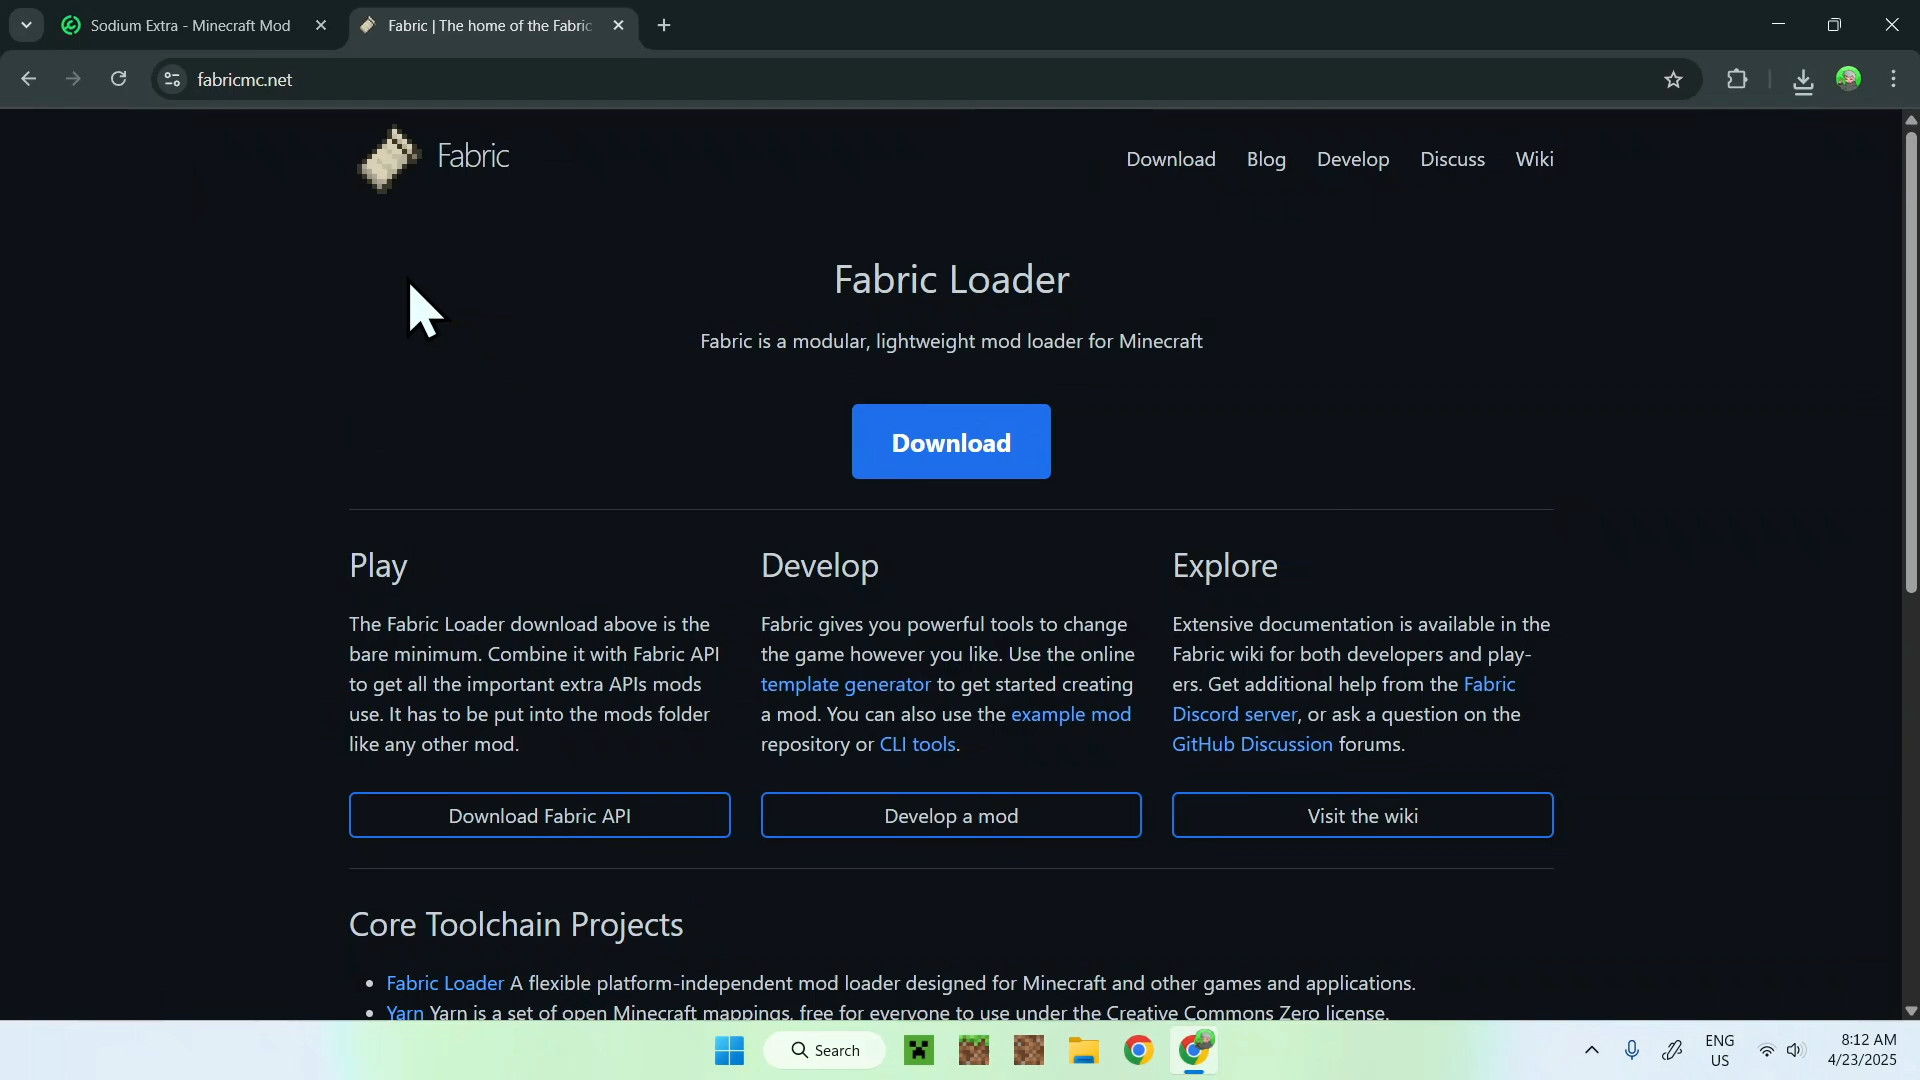 Sodium Extra - Minecraft Mod
Fabric | The home of the Fabric
fabricmc.net
Fabric
Download Blog Develop Discuss Wiki
Fabric Loader
Fabric is a modular, lightweight mod loader for Minecraft
Download
Play
The Fabric Loader download above is the
bare minimum. Combine it with Fabric API
to get all the important extra APIs mods
use. It has to be put into the mods folder
like any other mod.
Download Fabric API
Develop
Fabric gives you powerful tools to change
the game however you like. Use the online
template generator to get started creating
a mod. You can also use the example mod
repository or CLI tools.
Develop a mod
Explore
Extensive documentation is available in the
Fabric wiki for both developers and play-
ers. Get additional help from the Fabric
Discord server, or ask a question on the
GitHub Discussion forums.
Visit the wiki
Core Toolchain Projects
Fabric Loader A flexible platform-independent mod loader designed for Minecraft and other games and applications.
Yarn Yarn is a set of open Minecraft mappings, free for everyone to use under the Creative Commons Zero license.
Search
ENG
US
8:12 AM
4/23/2025